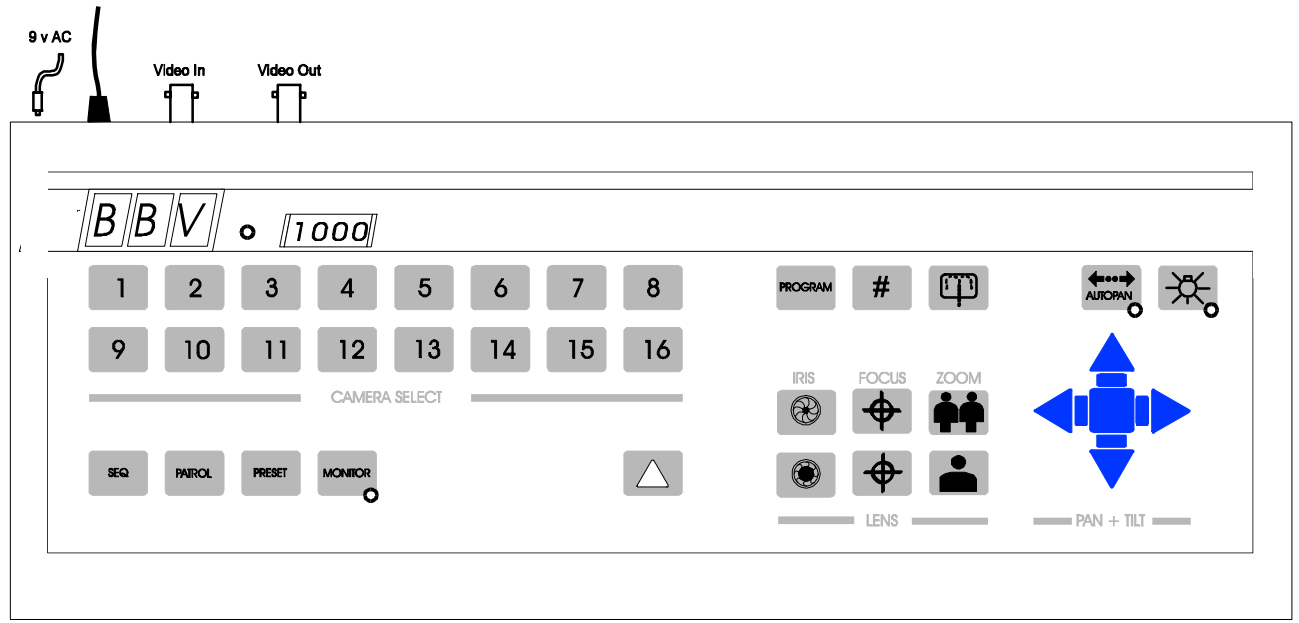 9 v AC
Video In Video Out
BBV 1000
1 2 3 4 5 6 7 8 PROGRAM # AUTOPAN
9 10 11 12 13 14 15 16
IRIS FOCUS ZOOM
CAMERA SELECT
SEQ PATROL PRESET MONITOR
LENS PAN + TILT